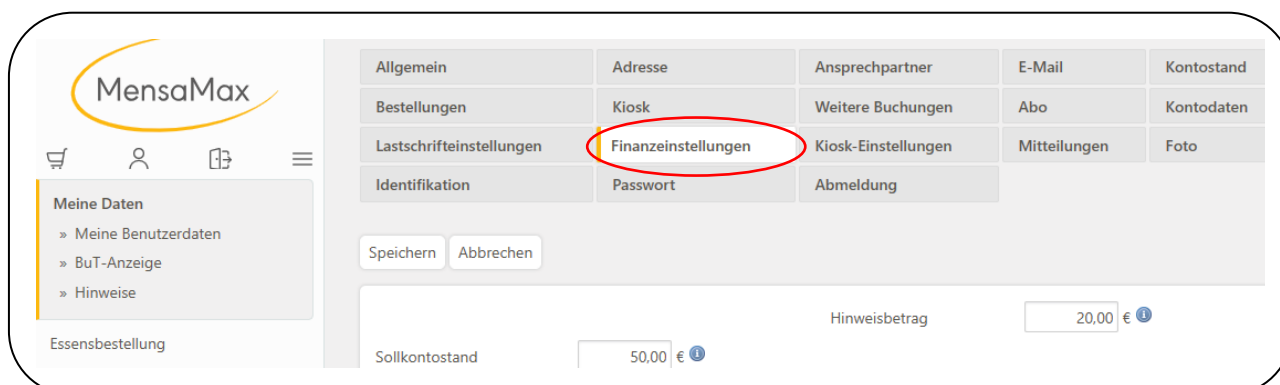 MensaMax
Allgemein Adresse Ansprechpartner E-Mail Kontostand
Bestellungen Kiosk Weitere Buchungen Abo Kontodaten
Lastschrifteinstellungen Finanzeinstellungen Kiosk-Einstellungen Mitteilungen Foto
Identifikation Passwort Abmeldung
Meine Daten
» Meine Benutzerdaten
» BuT-Anzeige
» Hinweise
Essensbestellung
Speichern Abbrechen
Hinweisbetrag 20,00 €
Sollkontostand 50,00 €